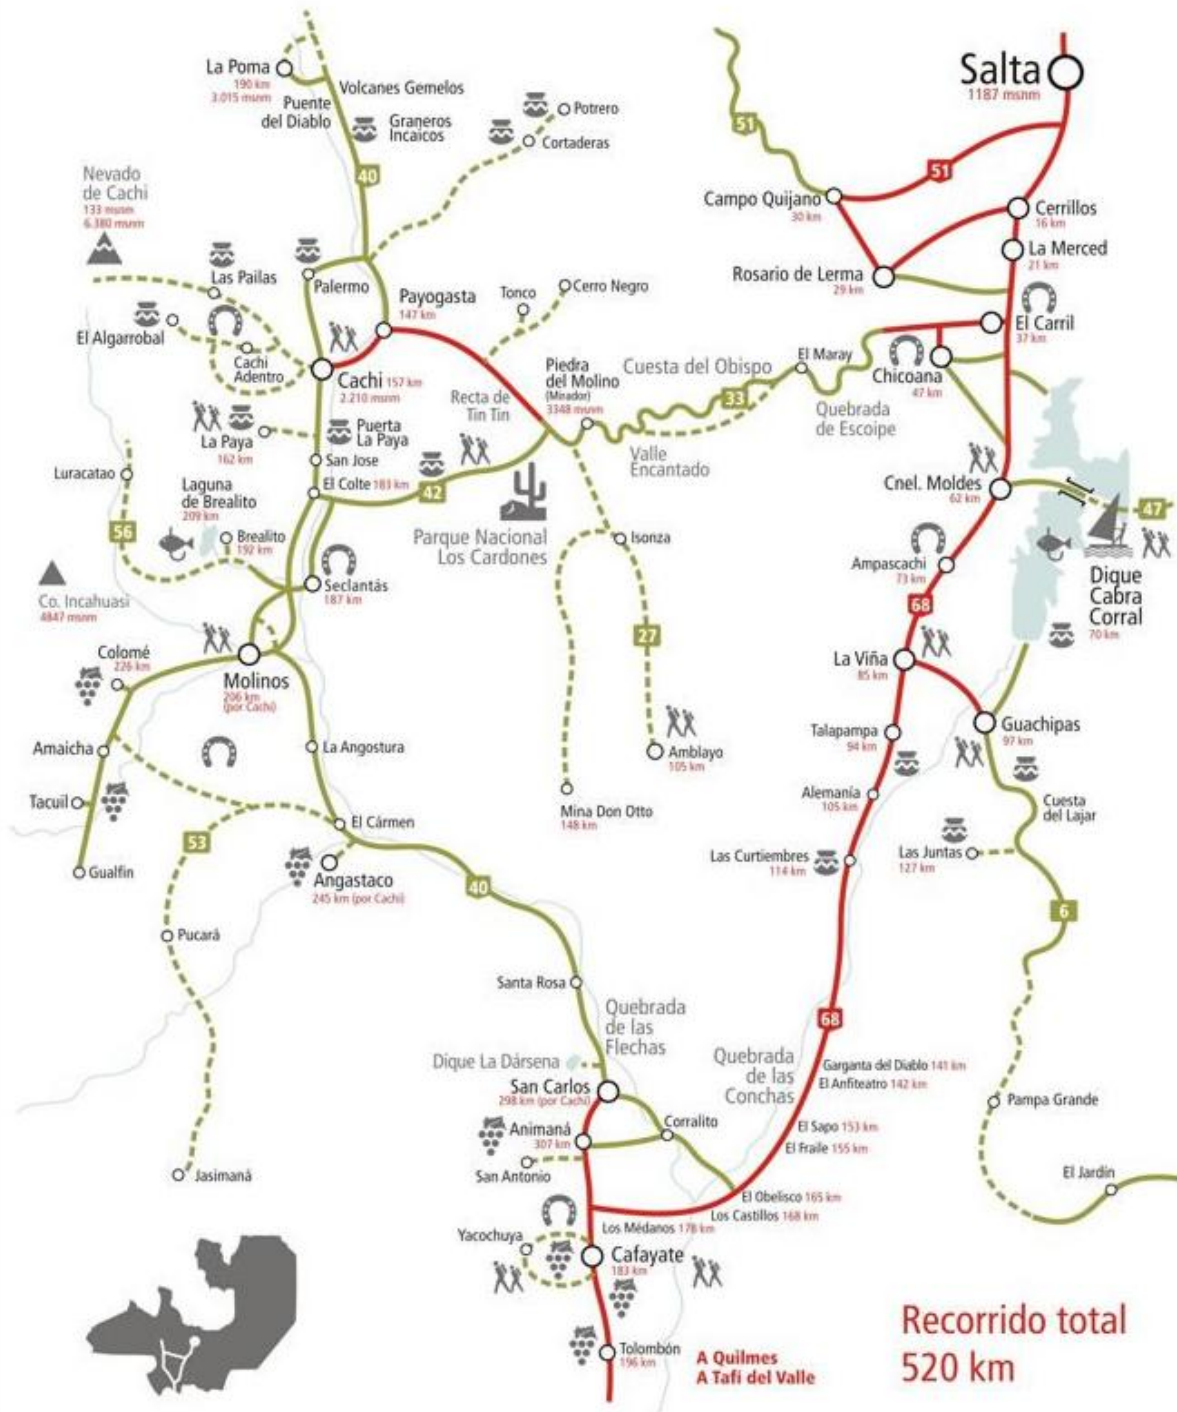 Salta
1187 msnm
51
51
Campo Quijano
30 km
Cerrillos
16 km
La Merced
21 km
Rosario de Lerma
29 km
El Carril
37 km
Chicoana
47 km
La Poma
190 km
3.015 msnm
Puente
del Diablo
Volcanes Gemelos
Graneros
Incaicos
Potrero
Cortaderas
40
Nevado
de Cachi
133 msnm
6.380 msnm
Las Pailas
Palermo
Payogasta
147 km
Tonco
Cerro Negro
El Algarrobal
Cachi
Adentro
Cachi 157 km
2.210 msnm
Recta de
Tin Tin
Piedra
del Molino
(Mirador)
3348 msnm
Cuesta del Obispo
El Maray
33
Quebrada
de Escoipe
Valle
Encantado
La Paya
162 km
Puerta
La Paya
San Jose
El Colte 183 km
42
Luracatao
Laguna
de Brealito
209 km
Brealito
192 km
56
Parque Nacional
Los Cardones
Isonza
Cnel. Moldes
62 km
47
Ampascachi
73 km
Dique
Cabra
Corral
70 km
68
Co. Incahuasi
4847 msnm
Seclantás
187 km
27
Colomé
226 km
Molinos
206 km
(por Cachi)
La Viña
85 km
Guachipas
97 km
Talapampa
94 km
Amaicha
La Angostura
Amblayo
105 km
Tacuil
Mina Don Otto
148 km
Alemanía
105 km
Cuesta
del Lajar
El Cármen
53
Gualfin
Angastaco
245 km (por Cachi)
Las Curtiembres
114 km
Las Juntas
127 km
40
6
Pucará
Santa Rosa
Quebrada
de las
Flechas
68
Dique La Dársena
Quebrada
de las
Conchas
Garganta del Diablo 141 km
El Anfiteatro 142 km
San Carlos
298 km (por Cachi)
Pampa Grande
Corralito
El Sapo 153 km
El Fraile 155 km
Animaná
307 km
San Antonio
Jasimaná
El Jardín
El Obelisco 165 km
Los Castillos 168 km
Los Médanos 178 km
Yacochuya
Cafayate
183 km
Tolombón
196 km
A Quilmes
A Tafi del Valle
Recorrido total
520 km